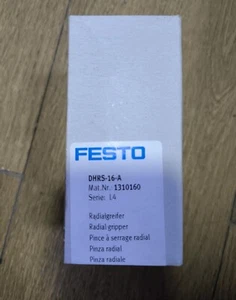 FESTO
DHRS-16-A
Mat.Nr.: 1310160
Serie: 14
Radialgreifer
Radial gripper
Pince à serrage radial
Pinza radial
Pinza radiale